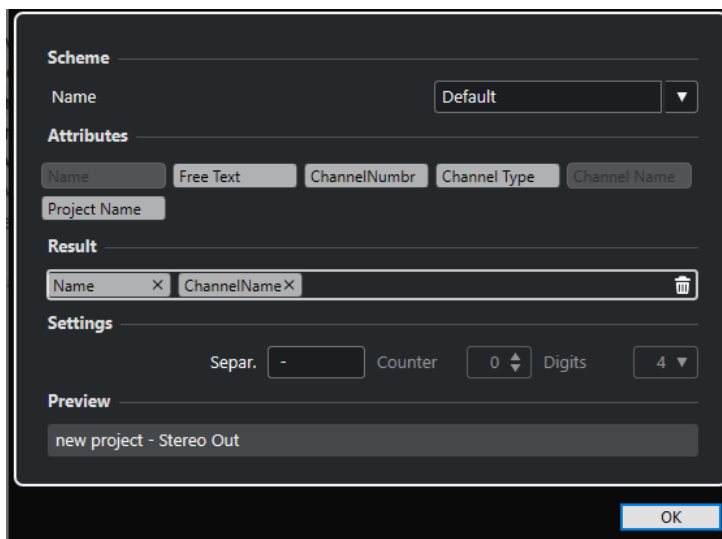 Scheme
Name Default
Attributes
Name Free Text ChannelNumbr Channel Type Channel Name
Project Name
Result
Name × ChannelName ×
Settings
Separ. - Counter 0 Digits 4
Preview
new project - Stereo Out
OK